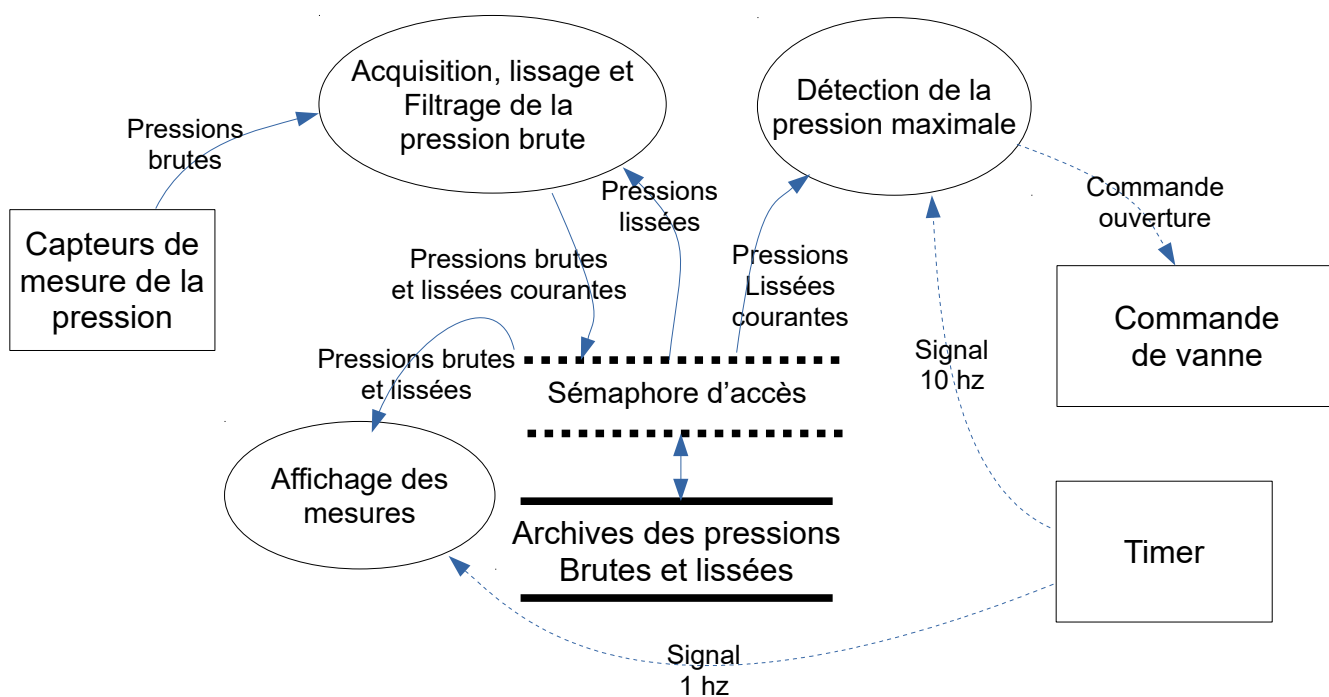 Acquisition, lissage et
Filtrage de la
pression brute
Détection de la
pression maximale
Pressions
brutes
Pressions
lissées
Commande
ouverture
Capteurs de
mesure de la
pression
Pressions brutes
et lissées courantes
Pressions
Lissées
courantes
Commande
de vanne
Signal
10 hz
Pressions brutes
et lissées
Sémaphore d’accès
Affichage des
mesures
Archives des pressions
Brutes et lissées
Timer
Signal
1 hz